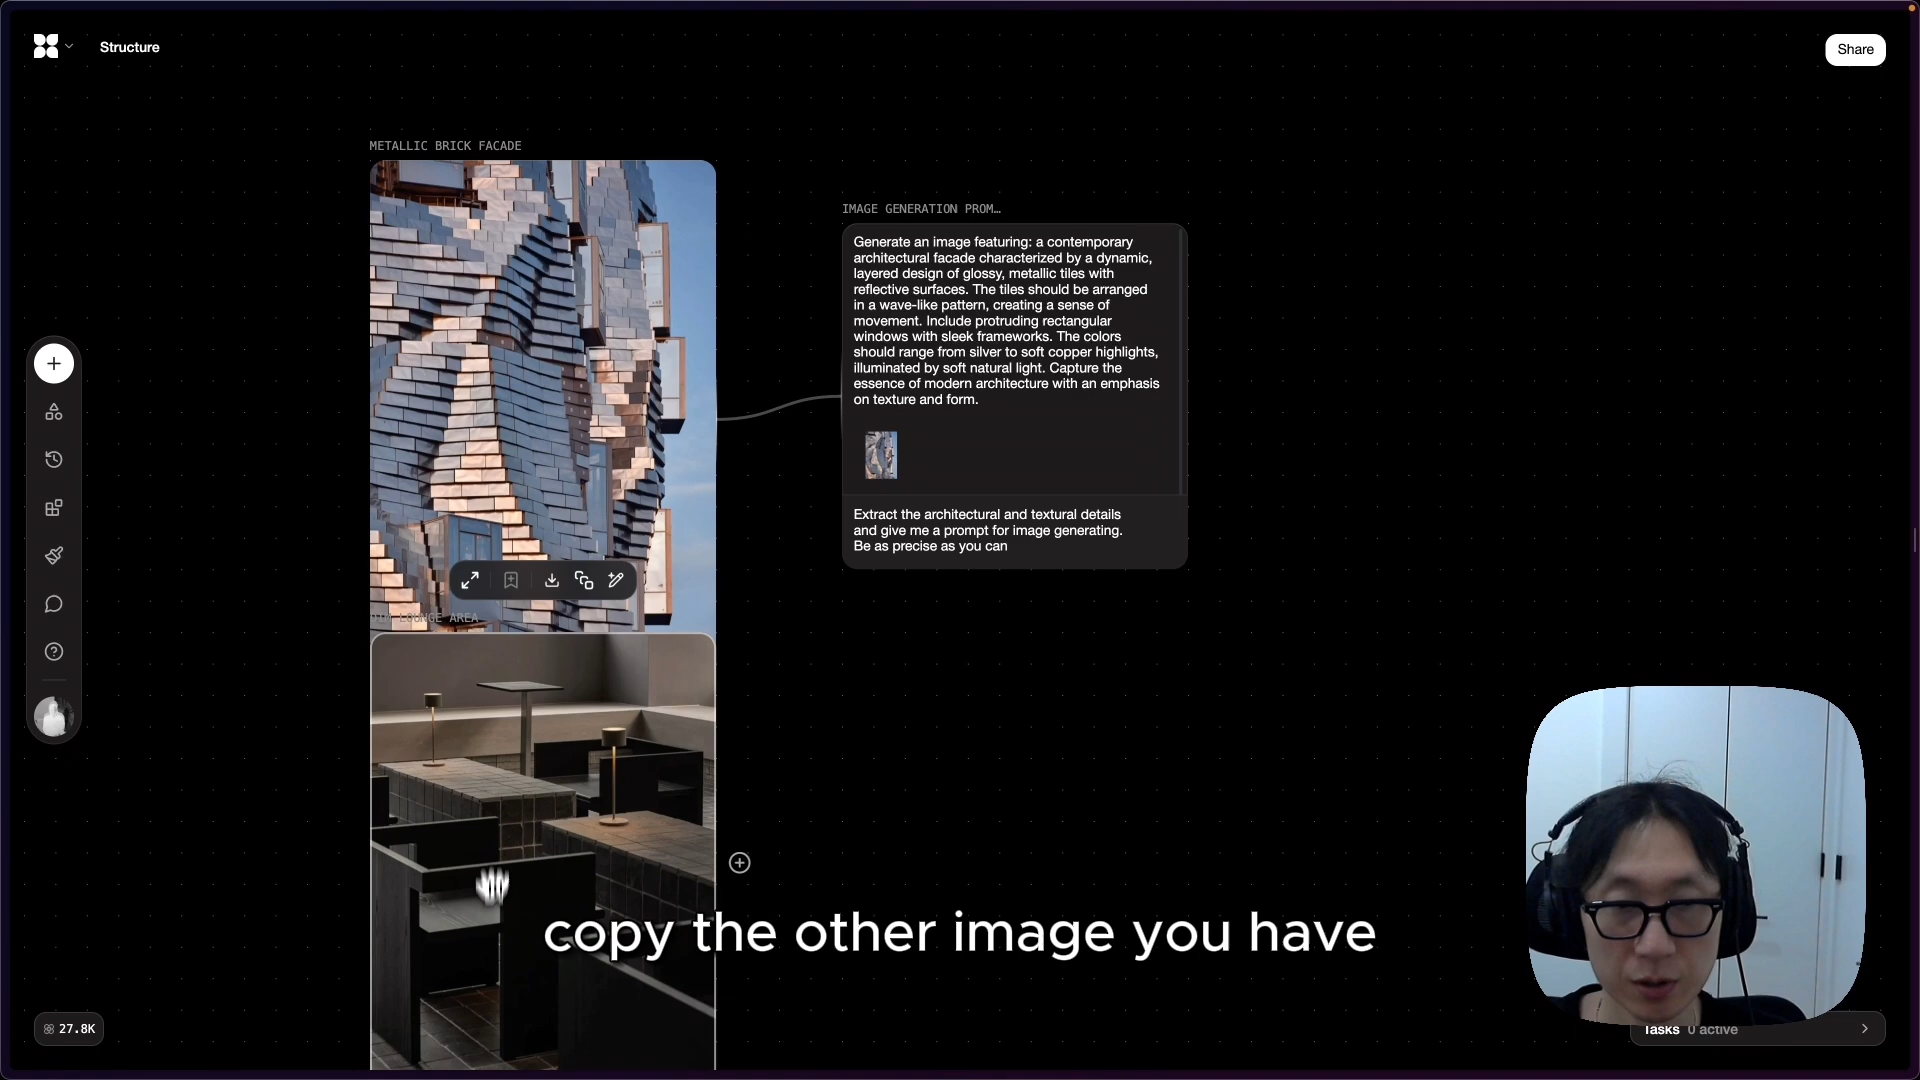 Structure
Share
METALLIC BRICK FACADE
IMAGE GENERATION PROM…
Generate an image featuring: a contemporary
architectural facade characterized by a dynamic,
layered design of glossy, metallic tiles with
reflective surfaces. The tiles should be arranged
in a wave-like pattern, creating a sense of
movement. Include protruding rectangular
windows with sleek frameworks. The colors
should range from silver to soft copper highlights,
illuminated by soft natural light. Capture the
essence of modern architecture with an emphasis
on texture and form.
Extract the architectural and textural details
and give me a prompt for image generating.
Be as precise as you can
LOUNGE AREA
copy the other image you have
27.8K
Tasks 0 active